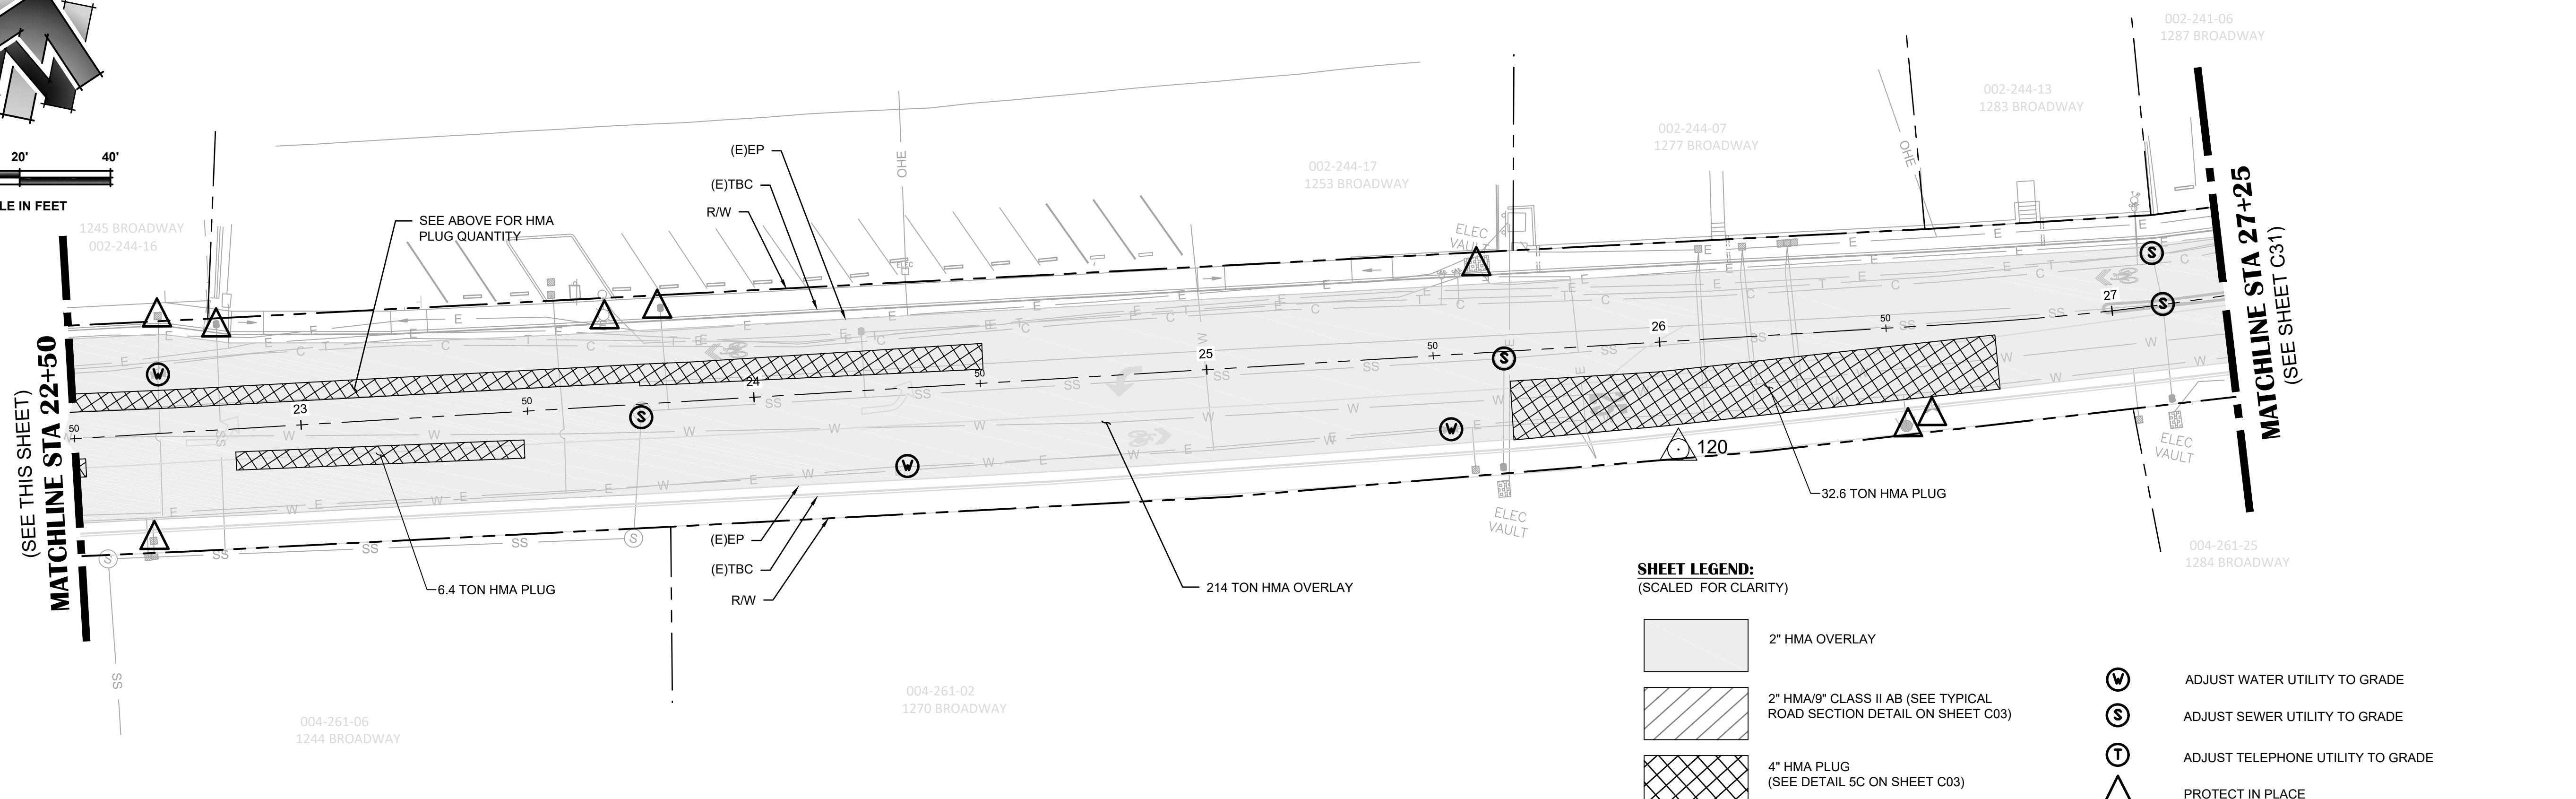 002-241-06
1287 BROADWAY
002-244-13
1283 BROADWAY
002-244-07
1277 BROADWAY
002-244-17
1253 BROADWAY
20'
40'
LE IN FEET
1245 BROADWAY
002-244-16
SEE ABOVE FOR HMA
PLUG QUANTITY
(E)EP
(E)TBC
R/W
OHE
OHE
ELEC
ELEC
VAULT
MATCHLINE STA 22+50
(SEE THIS SHEET)
MATCHLINE STA 27+25
(SEE SHEET C31)
50
23
50
24
50
25
50
26
50
27
120
6.4 TON HMA PLUG
(E)EP
(E)TBC
R/W
214 TON HMA OVERLAY
32.6 TON HMA PLUG
ELEC
VAULT
ELEC
VAULT
004-261-25
1284 BROADWAY
004-261-02
1270 BROADWAY
004-261-06
1244 BROADWAY
SS
SS
SS
SS
SS
SHEET LEGEND:
(SCALED FOR CLARITY)
2" HMA OVERLAY
2" HMA/9" CLASS II AB (SEE TYPICAL
ROAD SECTION DETAIL ON SHEET C03)
4" HMA PLUG
(SEE DETAIL 5C ON SHEET C03)
W ADJUST WATER UTILITY TO GRADE
S ADJUST SEWER UTILITY TO GRADE
T ADJUST TELEPHONE UTILITY TO GRADE
PROTECT IN PLACE